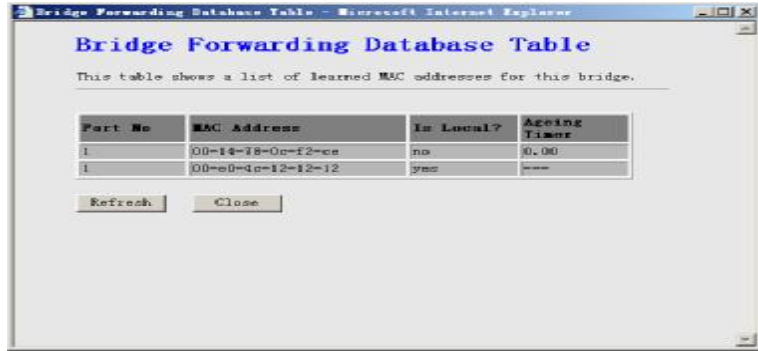 Bridge Forwarding Database Table - Microsoft Internet Explorer
Bridge Forwarding Database Table
This table shows a list of learned MAC addresses for this bridge.
Port No MAC Address Is Local? Ageing Timer
1 00-14-78-0c-f2-ce no 0.00
1 00-e0-4c-12-12-12 yes ---
Refresh Close